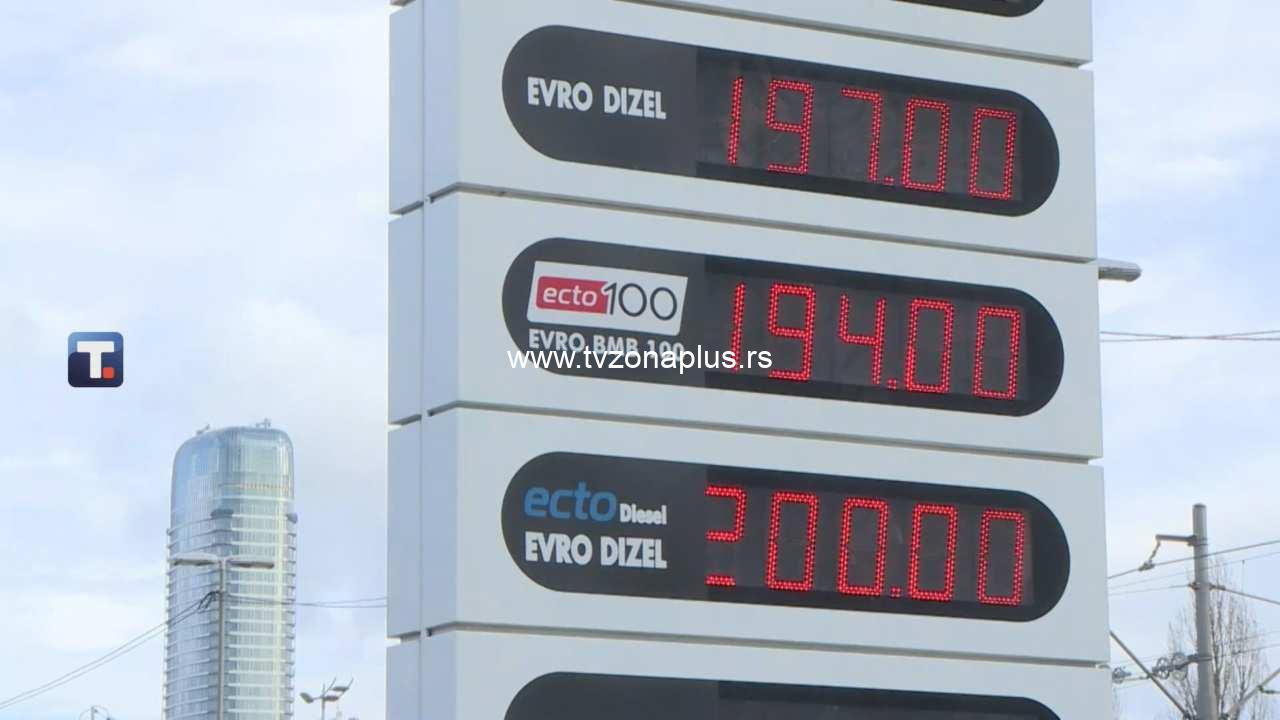 EVRO DIZEL 197.00
ecto100
EVRO BMB 100 194.00
www.tvzonaplus.rs
T.
ecto Diesel
EVRO DIZEL 200.00